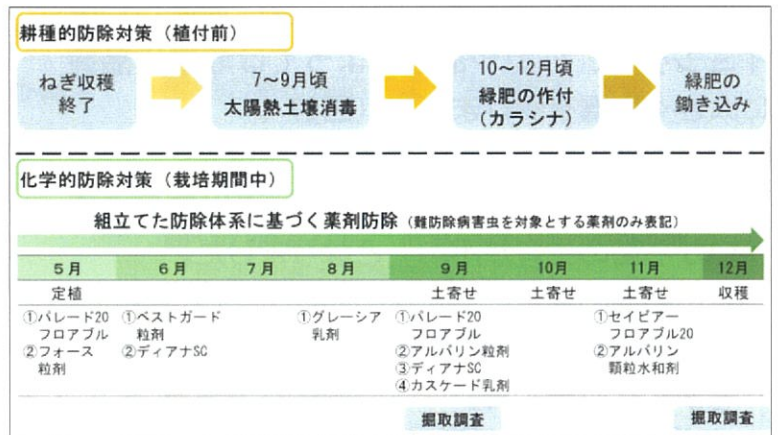 耕種的防除対策（植付前）
ねぎ収穫
終了
7～9月頃
太陽熱土壌消毒
10～12月頃
緑肥の作付
（カラシナ）
緑肥の
鋤き込み
化学的防除対策（栽培期間中）
組立てた防除体系に基づく薬剤防除（難防除病害虫を対象とする薬剤のみ表記）
5月 6月 7月 8月 9月 10月 11月 12月
定植 土寄せ 土寄せ 土寄せ 収穫
①パレード20
フロアブル
②フォース
粒剤
①ベストガード
粒剤
②ディアナSC
①グレーシア
乳剤
①パレード20
フロアブル
②アルバリン粒剤
③ディアナSC
④カスケード乳剤
①セイビアー
フロアブル20
②アルバリン
顆粒水和剤
掘取調査 掘取調査